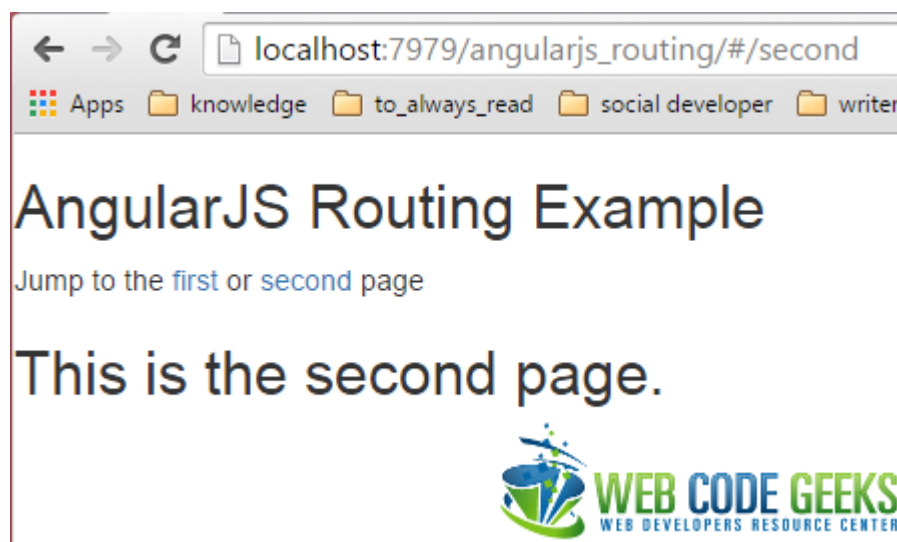 localhost:7979/angularjs_routing/#/second
Apps knowledge to_always_read social developer writer
AngularJS Routing Example
Jump to the first or second page
This is the second page.
WEB CODE GEEKS
WEB DEVELOPERS RESOURCE CENTER